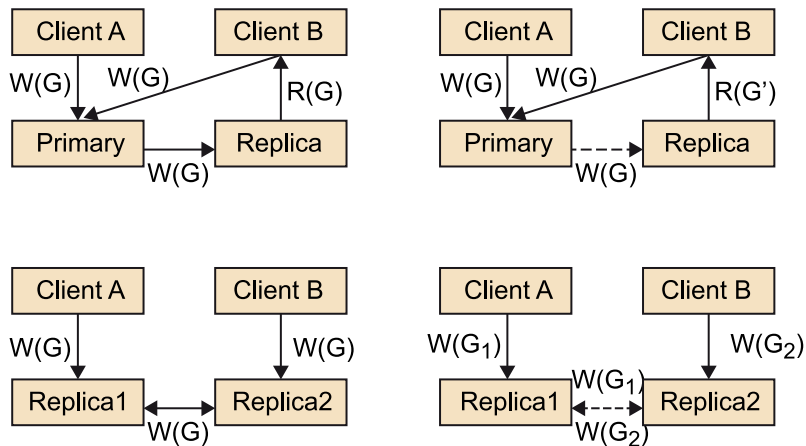 Client A
Client B
W(G)
W(G)
R(G)
Primary
Replica
W(G)
Client A
Client B
W(G)
W(G)
R(G')
Primary
Replica
W(G)
Client A
Client B
W(G)
W(G)
Replica1
Replica2
W(G)
Client A
Client B
W(G₁)
W(G₂)
W(G₁)
Replica1
Replica2
W(G₂)